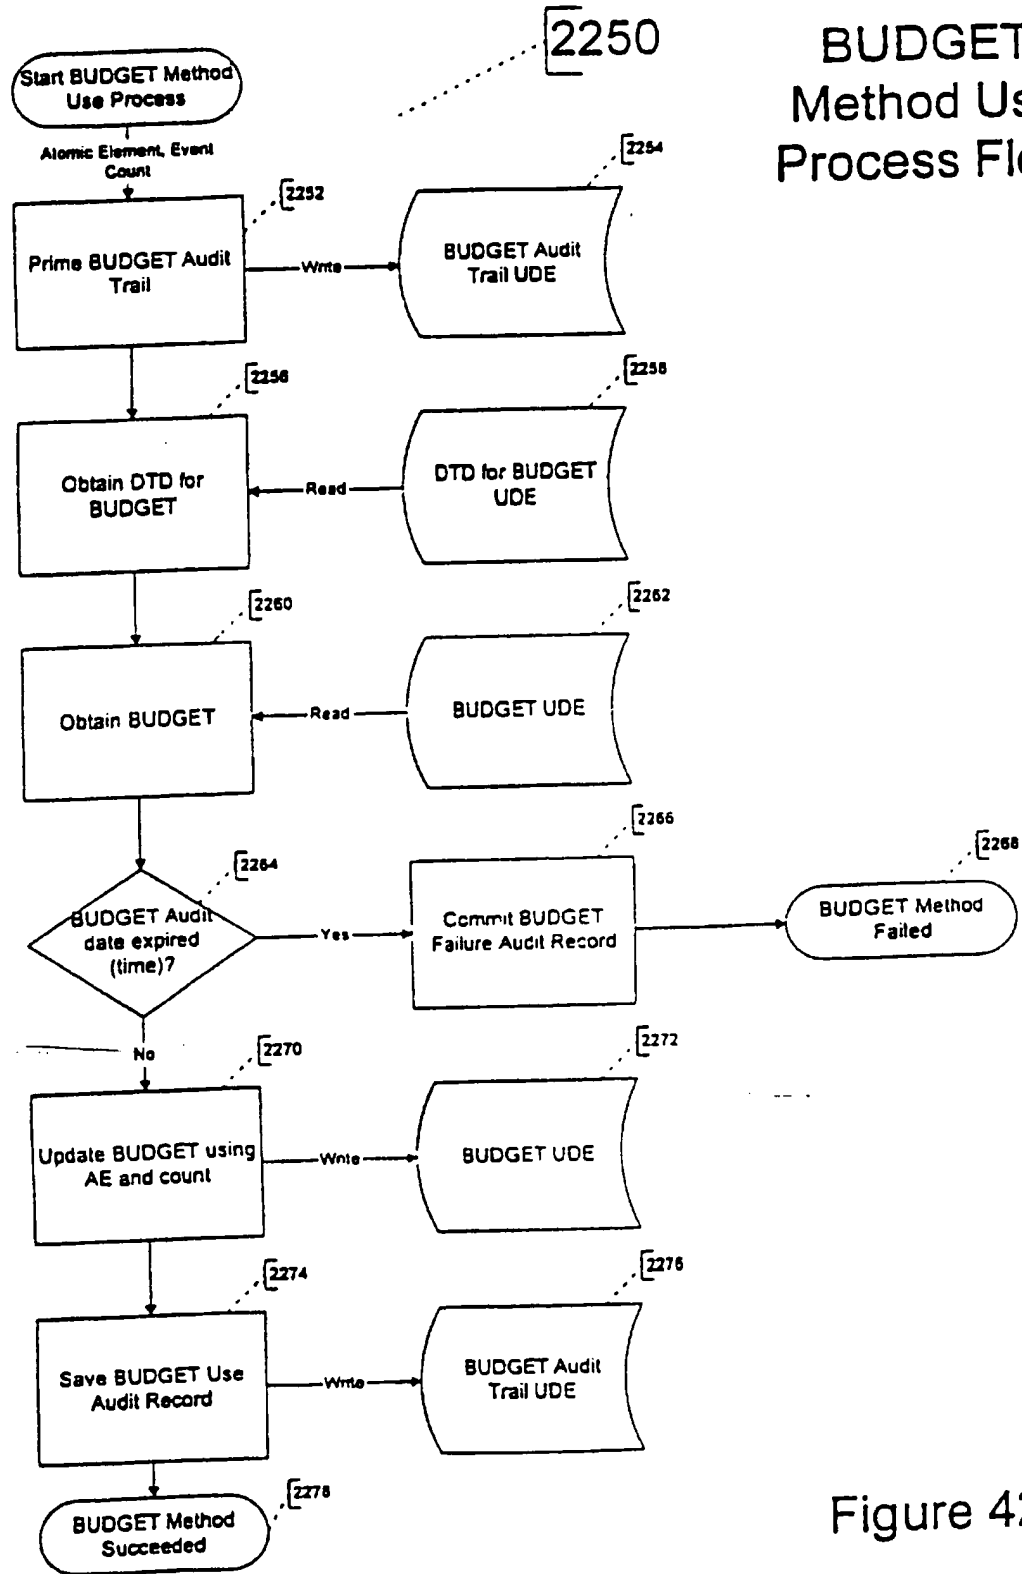 2250
BUDGET
Method Us
Process Flo
Start BUDGET Method
Use Process
Atomic Element, Event
Count
2252
Prime BUDGET Audit
Trail
Write
2254
BUDGET Audit
Trail UDE
2256
Obtain DTD for
BUDGET
Read
2258
DTD for BUDGET
UDE
2260
Obtain BUDGET
Read
2262
BUDGET UDE
2264
BUDGET Audit
date expired
(time)?
Yes
2266
Commit BUDGET
Failure Audit Record
2268
BUDGET Method
Failed
No
2270
Update BUDGET using
AE and count
Write
2272
BUDGET UDE
2274
Save BUDGET Use
Audit Record
Write
2276
BUDGET Audit
Trail UDE
2278
BUDGET Method
Succeeded
Figure 42